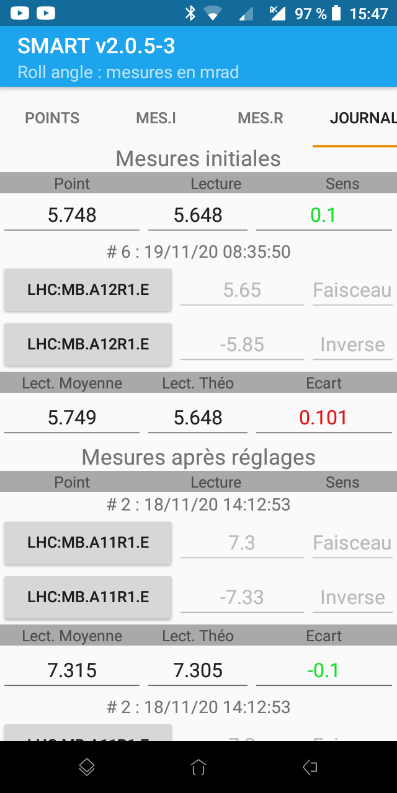 97 % 15:47
SMART v2.0.5-3
Roll angle : mesures en mrad
POINTS MES.I MES.R JOURNAL
Mesures initiales
Point Lecture Sens
5.748 5.648 0.1
# 6 : 19/11/20 08:35:50
LHC:MB.A12R1.E 5.65 Faisceau
LHC:MB.A12R1.E -5.85 Inverse
Lect. Moyenne Lect. Théo Ecart
5.749 5.648 0.101
Mesures après réglages
Point Lecture Sens
# 2 : 18/11/20 14:12:53
LHC:MB.A11R1.E 7.3 Faisceau
LHC:MB.A11R1.E -7.33 Inverse
Lect. Moyenne Lect. Théo Ecart
7.315 7.305 -0.1
# 2 : 18/11/20 14:12:53